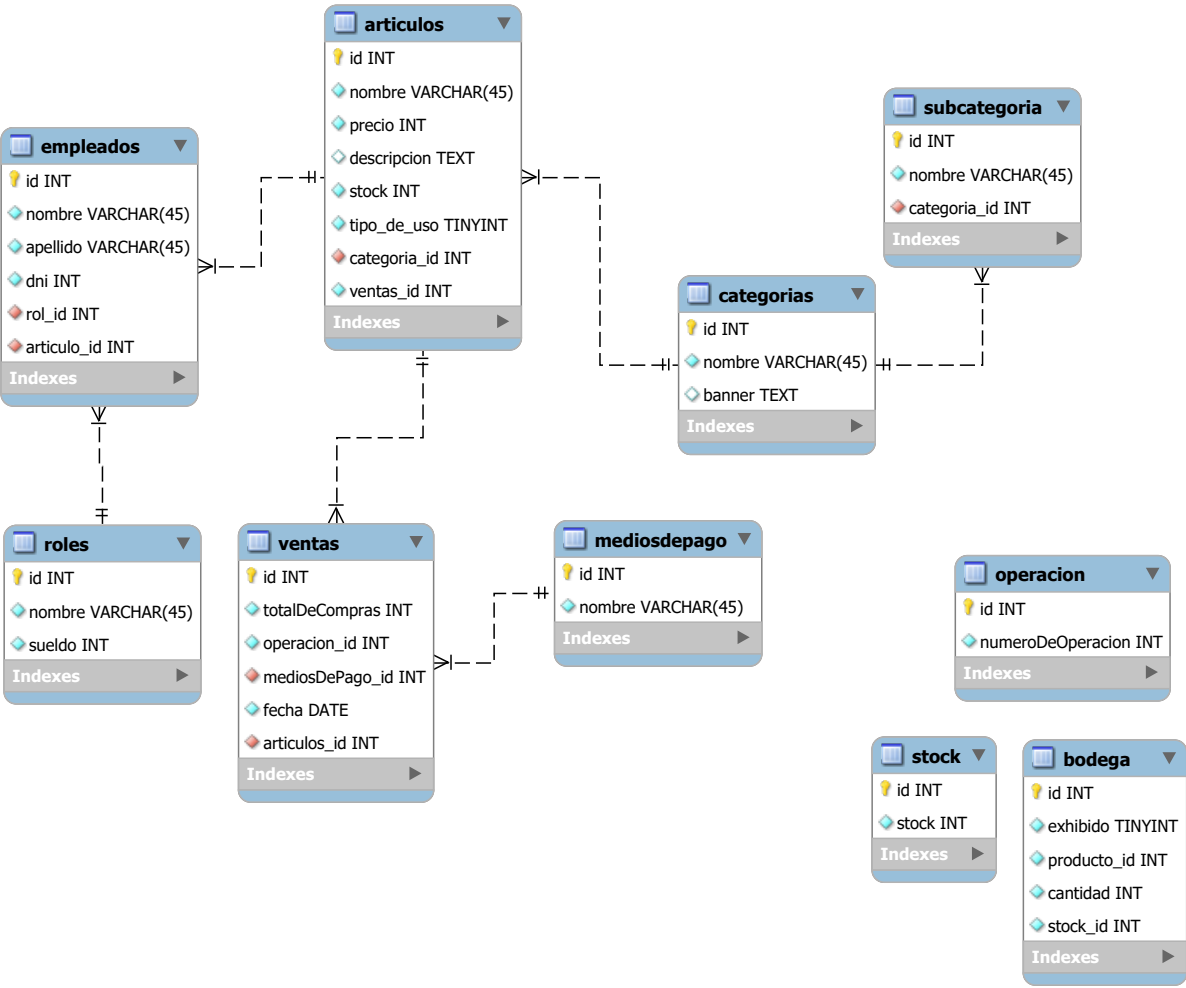 articulos
id INT
nombre VARCHAR(45)
precio INT
descripcion TEXT
stock INT
tipo_de_uso TINYINT
categoria_id INT
ventas_id INT
Indexes
empleados
id INT
nombre VARCHAR(45)
apellido VARCHAR(45)
dni INT
rol_id INT
articulo_id INT
Indexes
subcategoria
id INT
nombre VARCHAR(45)
categoria_id INT
Indexes
categorias
id INT
nombre VARCHAR(45)
banner TEXT
Indexes
roles
id INT
nombre VARCHAR(45)
sueldo INT
Indexes
ventas
id INT
totalDeCompras INT
operacion_id INT
mediosDePago_id INT
fecha DATE
articulos_id INT
Indexes
mediosdepago
id INT
nombre VARCHAR(45)
Indexes
operacion
id INT
numeroDeOperacion INT
Indexes
stock
id INT
stock INT
Indexes
bodega
id INT
exhibido TINYINT
producto_id INT
cantidad INT
stock_id INT
Indexes